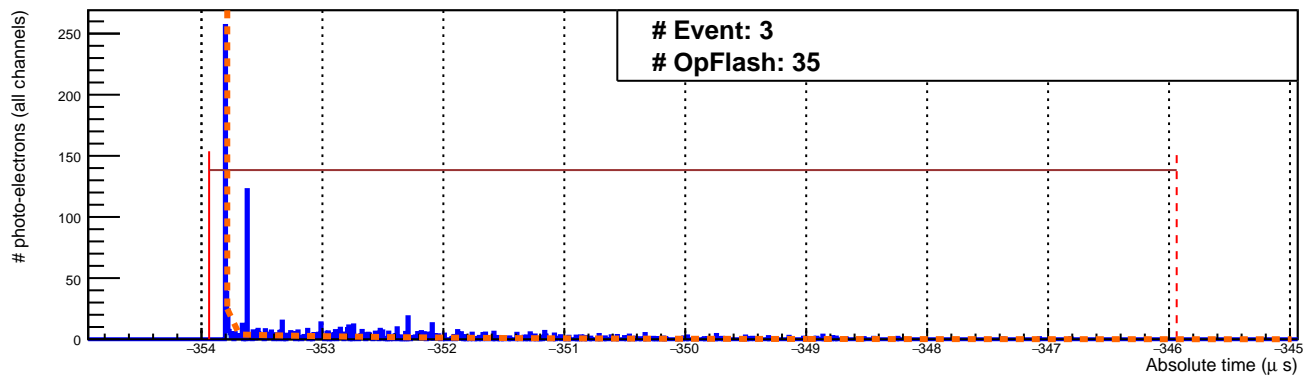 # Event: 3
# OpFlash: 35
# photo-electrons (all channels)
250
200
150
100
50
0
−354 −353 −352 −351 −350 −349 −348 −347 −346 −345
Absolute time (μ s)